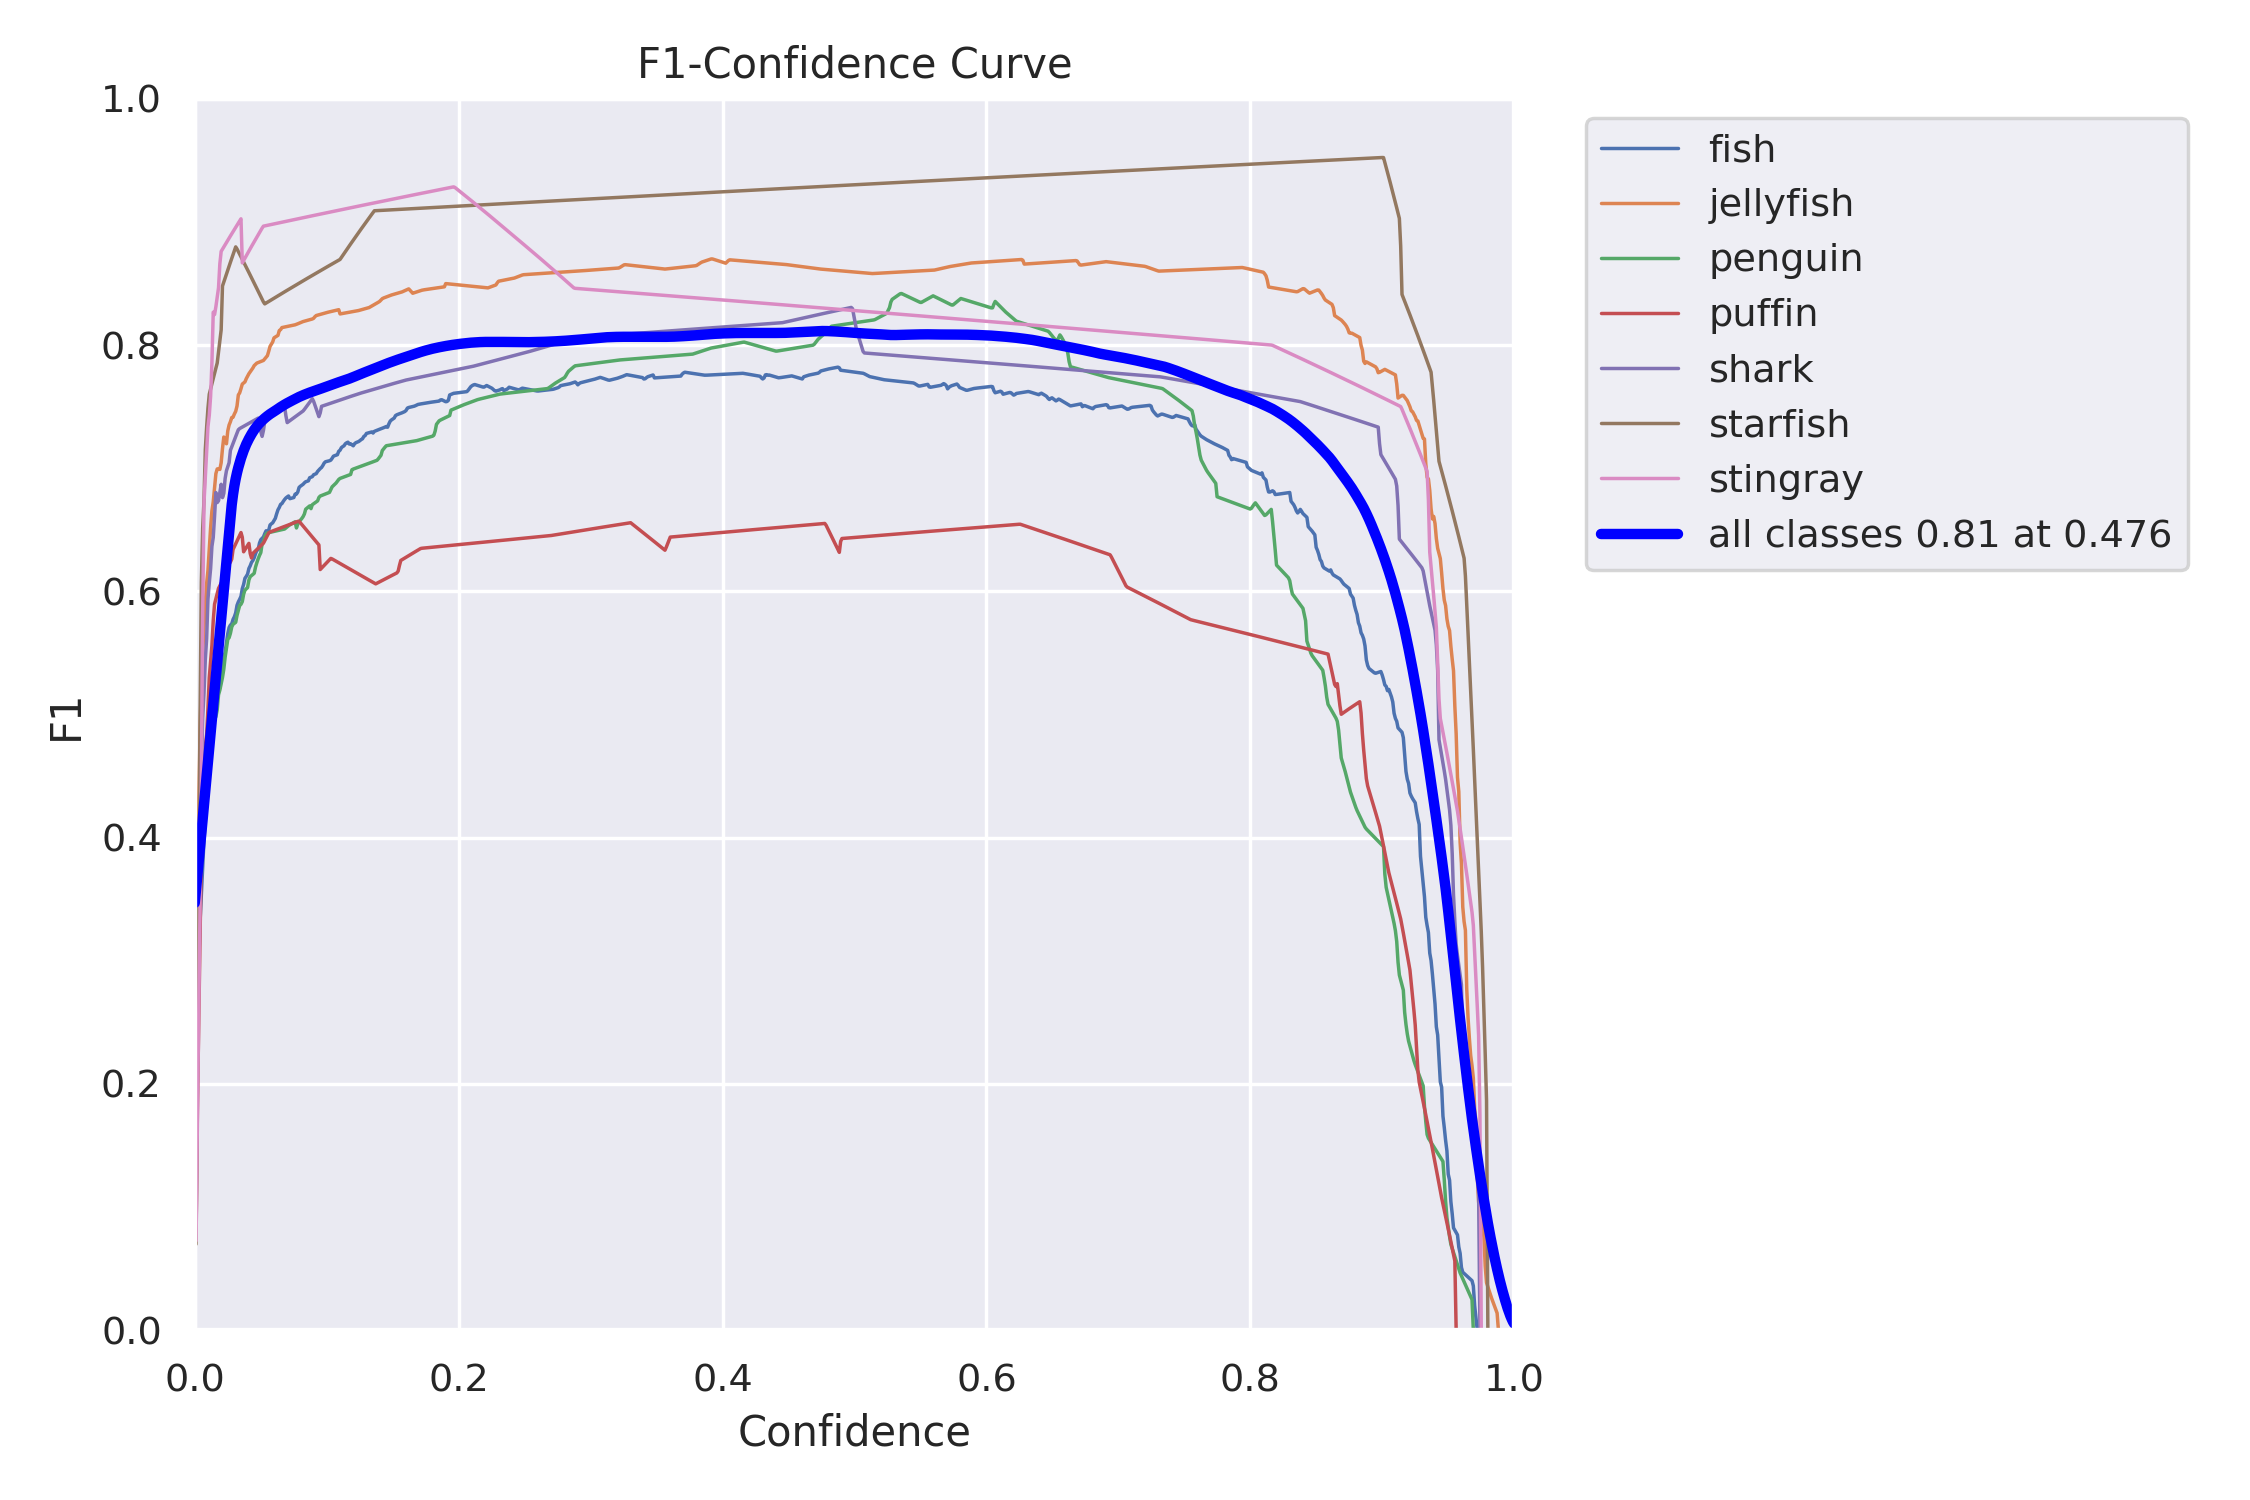 F1-Confidence Curve
1.0
0.8
0.6
0.4
0.2
0.0
F1
0.0 0.2 0.4 0.6 0.8 1.0
Confidence
fish
jellyfish
penguin
puffin
shark
starfish
stingray
all classes 0.81 at 0.476